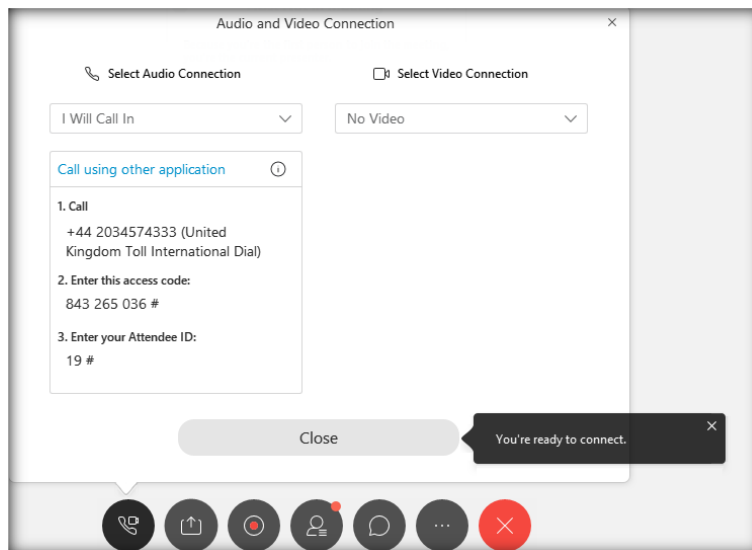 Audio and Video Connection
Select Audio Connection
Select Video Connection
I Will Call In
No Video
Call using other application
1. Call
+44 2034574333 (United
Kingdom Toll International Dial)
2. Enter this access code:
843 265 036 #
3. Enter your Attendee ID:
19 #
Close
You're ready to connect.